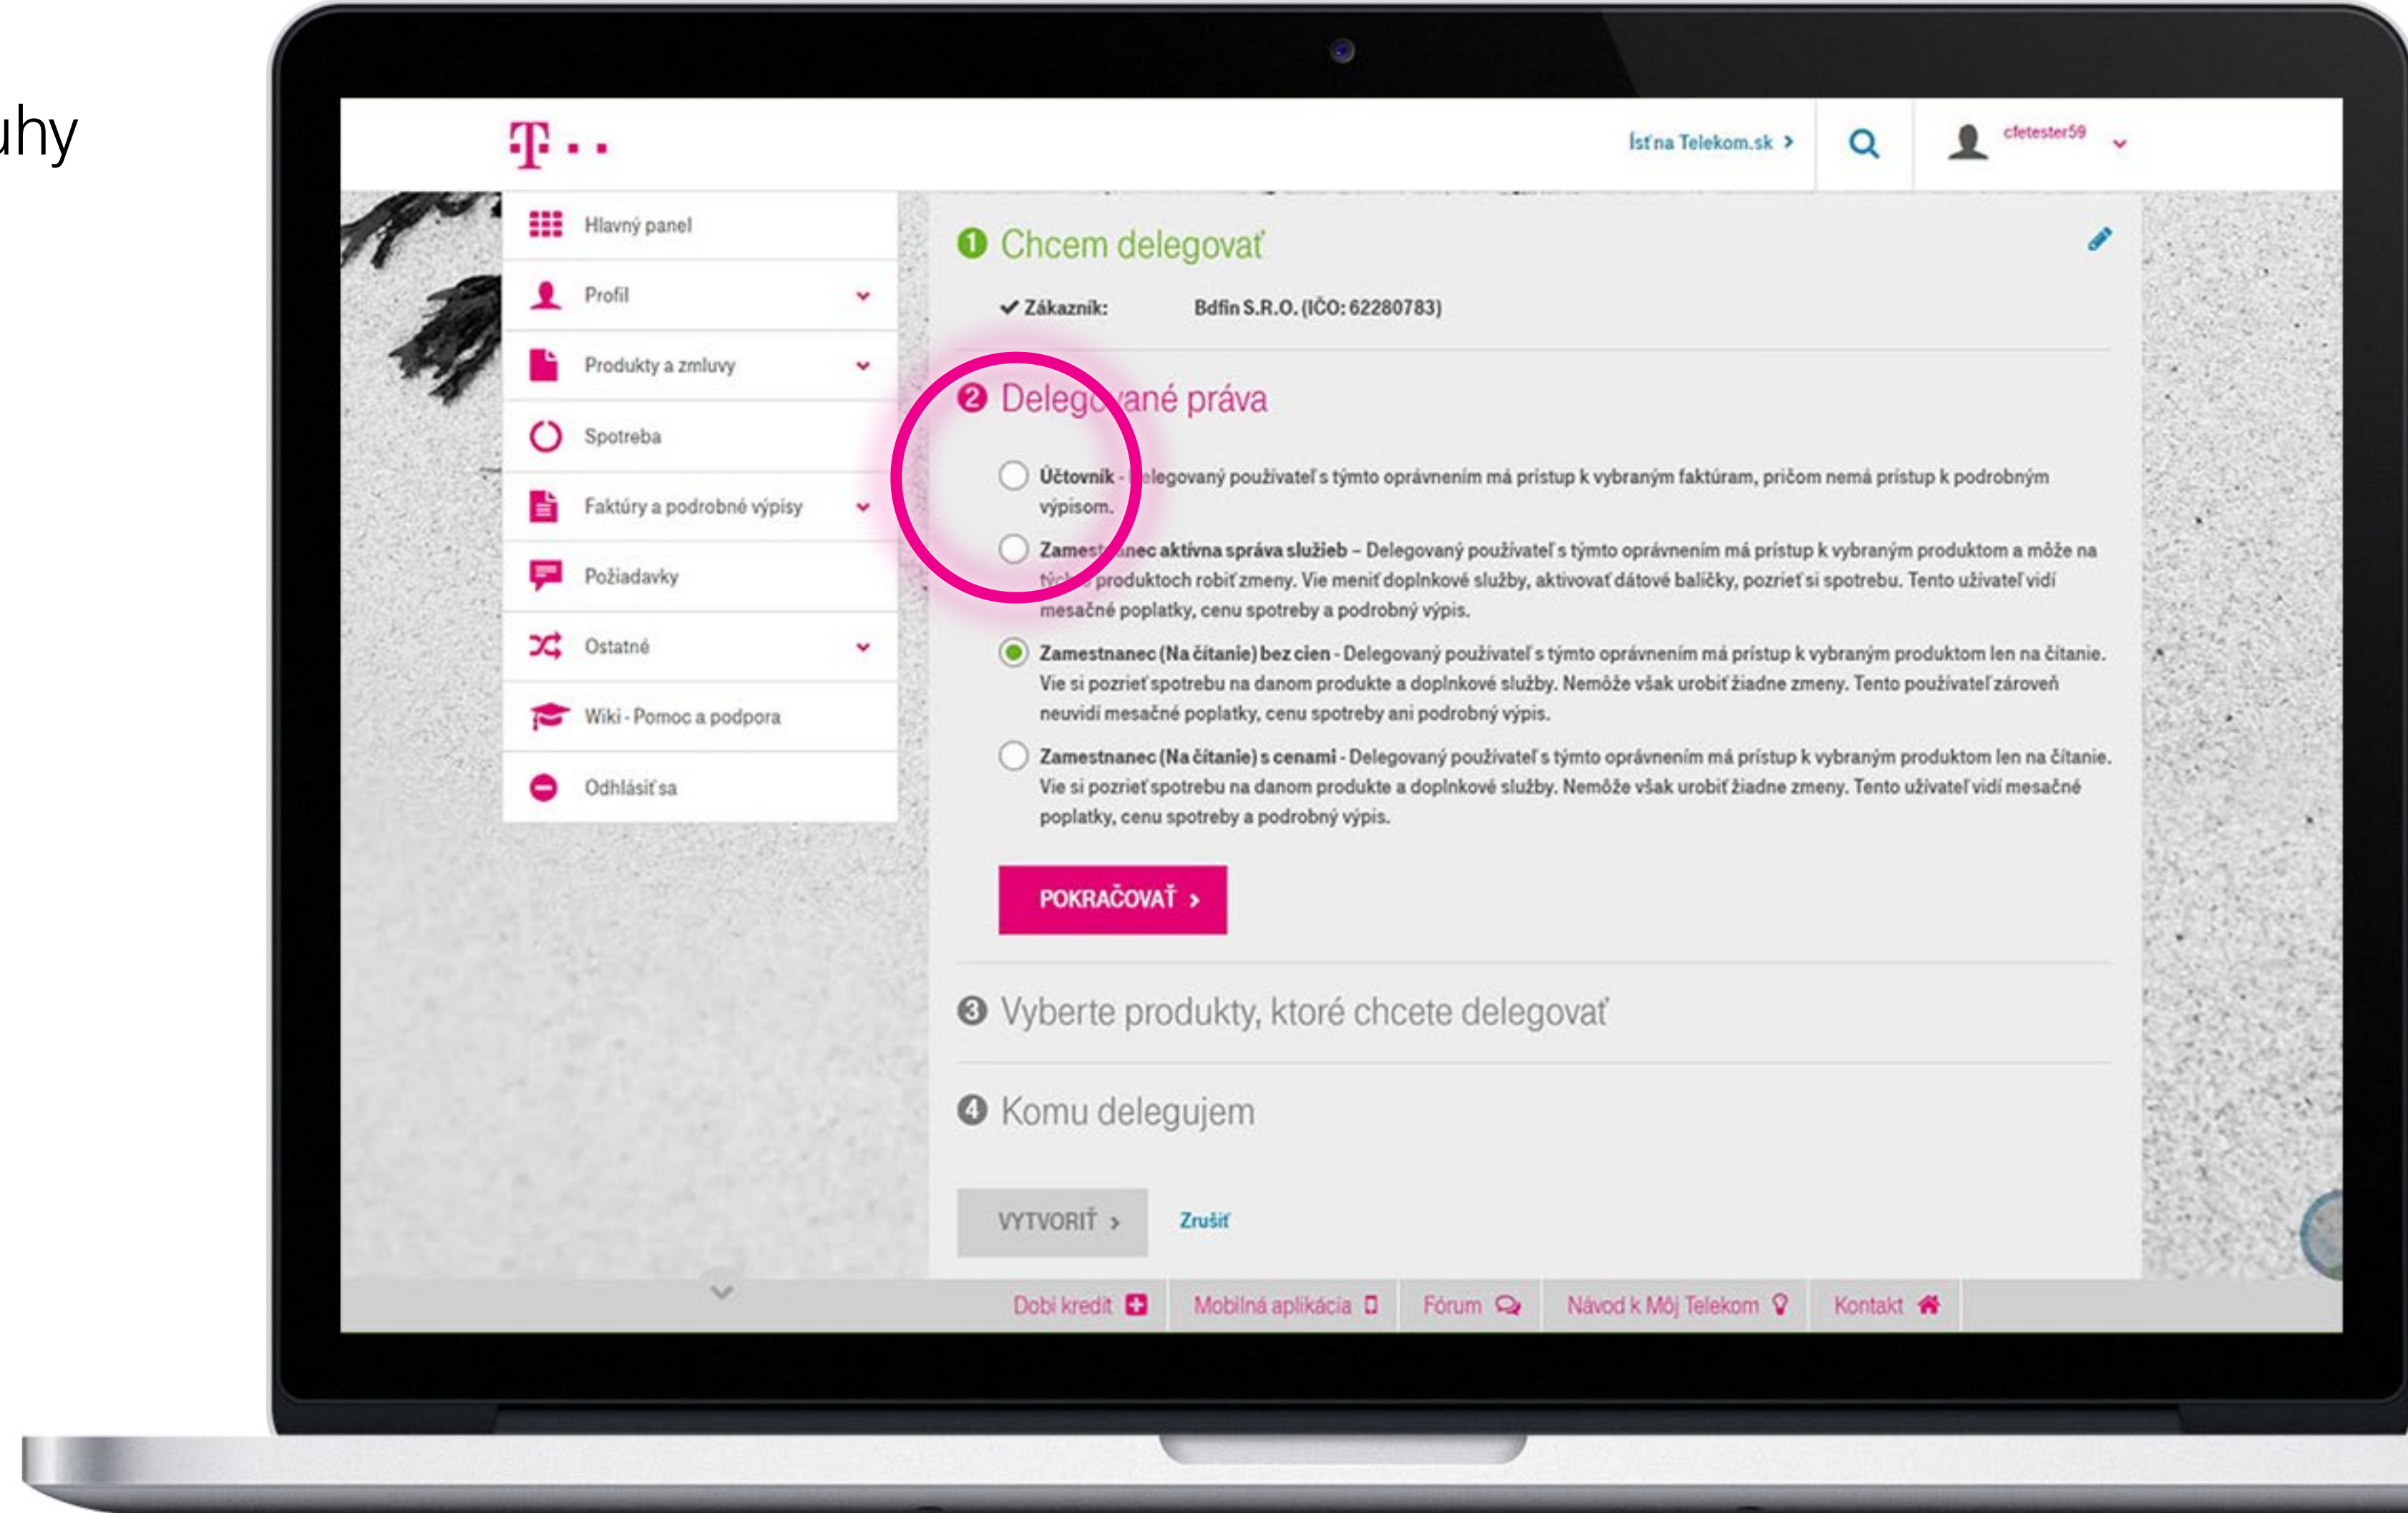 Ísť na Telekom.sk
cfetester59
Hlavný panel
Profil
Produkty a zmluvy
Spotreba
Faktúry a podrobné výpisy
Požiadavky
Ostatné
Wiki - Pomoc a podpora
Odhlásiť sa
1 Chcem delegovať
Zákazník: Bdfin S.R.O. (IČO: 62280783)
2 Delegované práva
Účtovník - Delegovaný používateľ s týmto oprávnením má prístup k vybraným faktúram, pričom nemá prístup k podrobným
výpisom.
Zamestnanec aktívna správa služieb – Delegovaný používateľ s týmto oprávnením má prístup k vybraným produktom a môže na
týchto produktoch robiť zmeny. Vie meniť doplnkové služby, aktivovať dátové balíčky, pozrieť si spotrebu. Tento užívateľ vidí
mesačné poplatky, cenu spotreby a podrobný výpis.
Zamestnanec (Na čítanie) bez cien - Delegovaný používateľ s týmto oprávnením má prístup k vybraným produktom len na čítanie.
Vie si pozrieť spotrebu na danom produkte a doplnkové služby. Nemôže však urobiť žiadne zmeny. Tento používateľ zároveň
neuvidí mesačné poplatky, cenu spotreby ani podrobný výpis.
Zamestnanec (Na čítanie) s cenami - Delegovaný používateľ s týmto oprávnením má prístup k vybraným produktom len na čítanie.
Vie si pozrieť spotrebu na danom produkte a doplnkové služby. Nemôže však urobiť žiadne zmeny. Tento užívateľ vidí mesačné
poplatky, cenu spotreby a podrobný výpis.
POKRAČOVAŤ
3 Vyberte produkty, ktoré chcete delegovať
4 Komu delegujem
VYTVORIŤ
Zrušiť
Dobi kredit
Mobilná aplikácia
Fórum
Návod k Môj Telekom
Kontakt